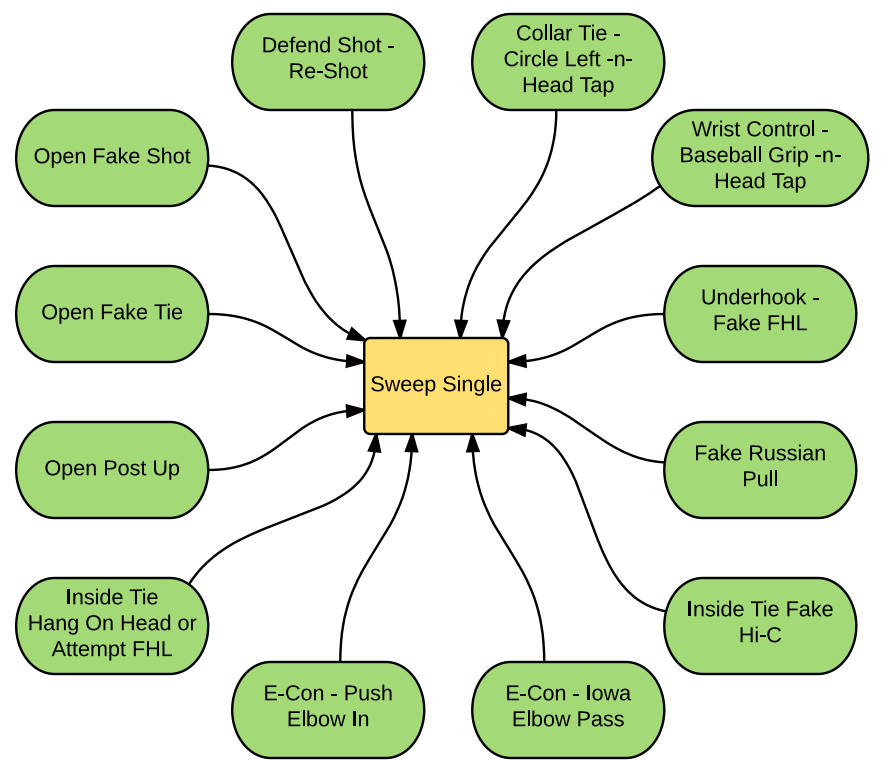 Defend Shot -
Re-Shot
Collar Tie -
Circle Left -n-
Head Tap
Open Fake Shot
Wrist Control -
Baseball Grip -n-
Head Tap
Open Fake Tie
Underhook -
Fake FHL
Sweep Single
Open Post Up
Fake Russian
Pull
Inside Tie
Hang On Head or
Attempt FHL
Inside Tie Fake
Hi-C
E-Con - Push
Elbow In
E-Con - Iowa
Elbow Pass